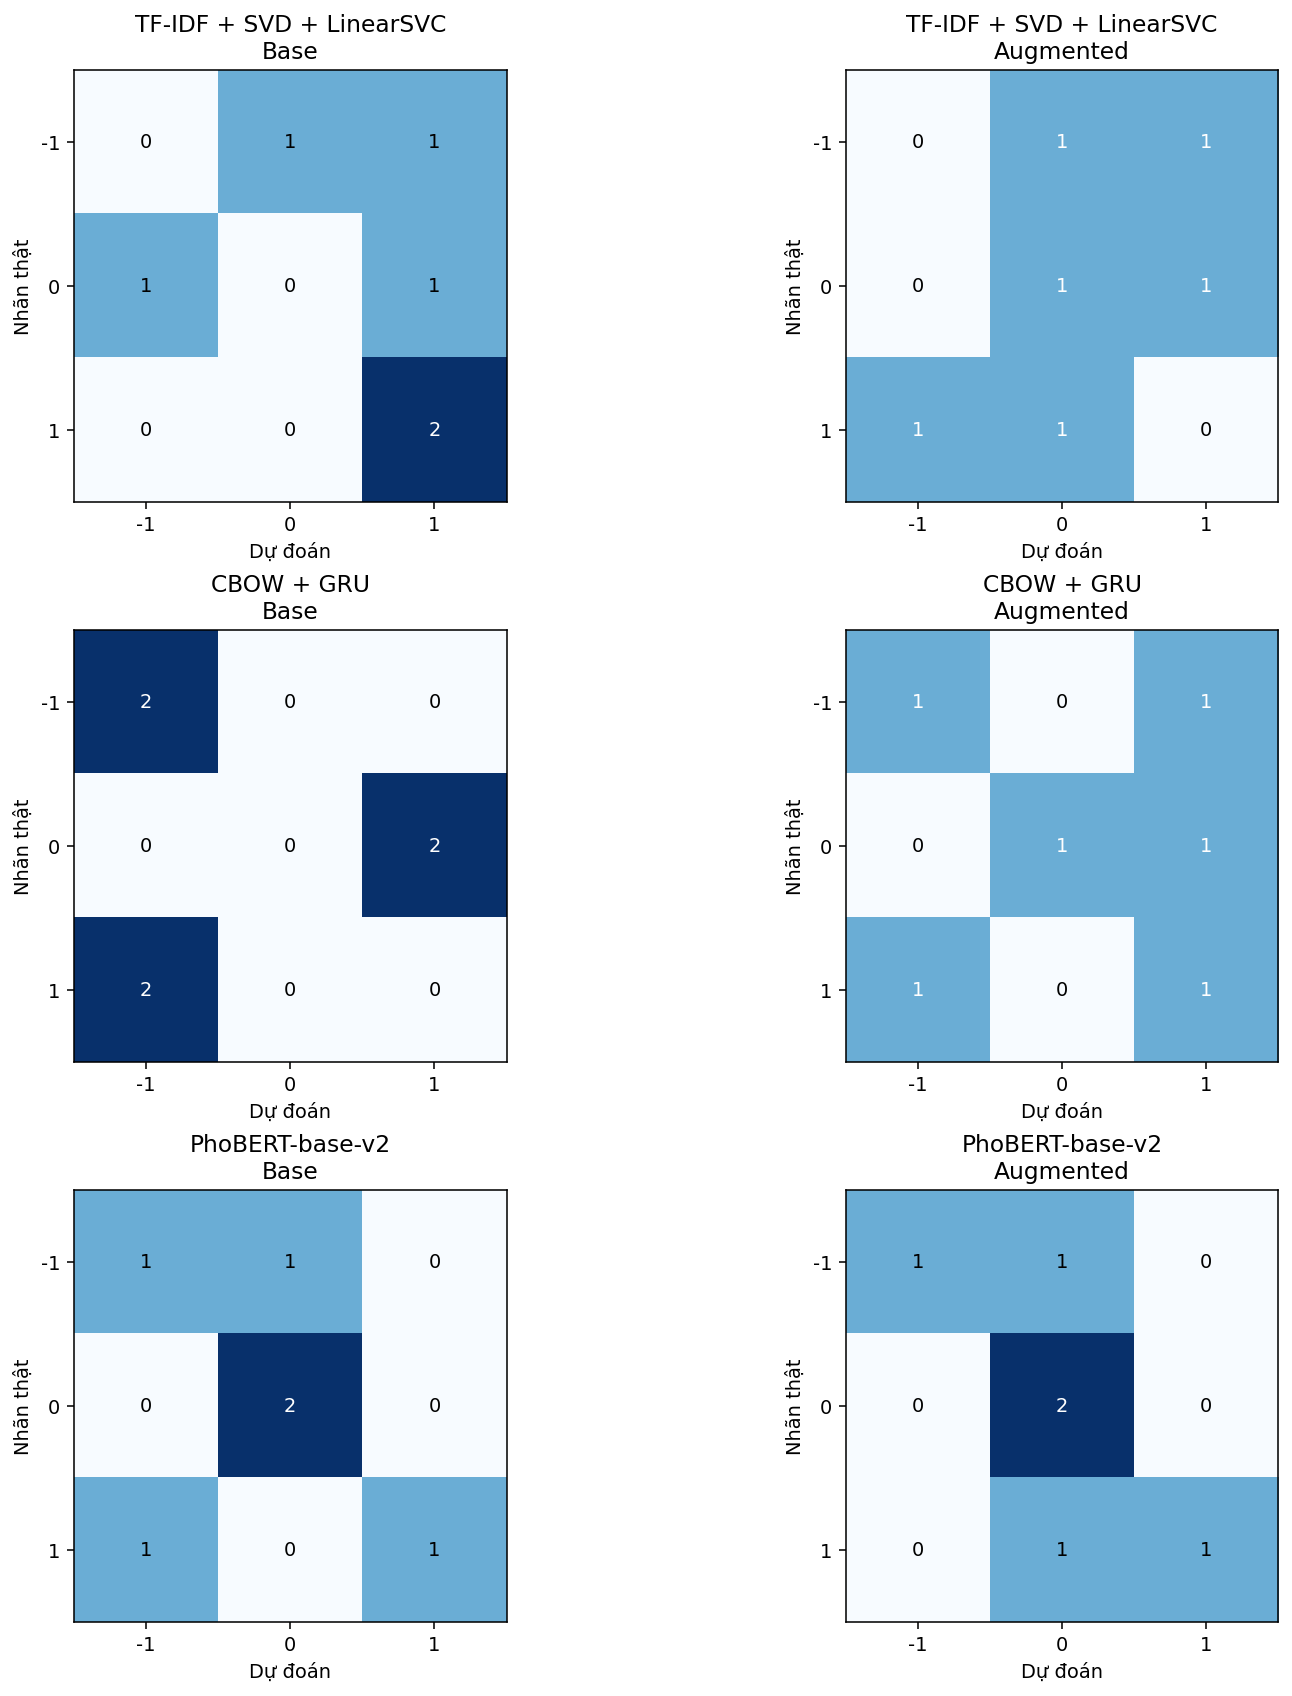 TF-IDF + SVD + LinearSVC
Base
-1 0 1 1
0 1 0 1
1 0 0 2
-1 0 1
Nhãn thật
Dự đoán
TF-IDF + SVD + LinearSVC
Augmented
-1 0 1 1
0 0 1 1
1 1 1 0
-1 0 1
Nhãn thật
Dự đoán
CBOW + GRU
Base
-1 2 0 0
0 0 0 2
1 2 0 0
-1 0 1
Nhãn thật
Dự đoán
CBOW + GRU
Augmented
-1 1 0 1
0 0 1 1
1 1 0 1
-1 0 1
Nhãn thật
Dự đoán
PhoBERT-base-v2
Base
-1 1 1 0
0 0 2 0
1 1 0 1
-1 0 1
Nhãn thật
Dự đoán
PhoBERT-base-v2
Augmented
-1 1 1 0
0 0 2 0
1 0 1 1
-1 0 1
Nhãn thật
Dự đoán